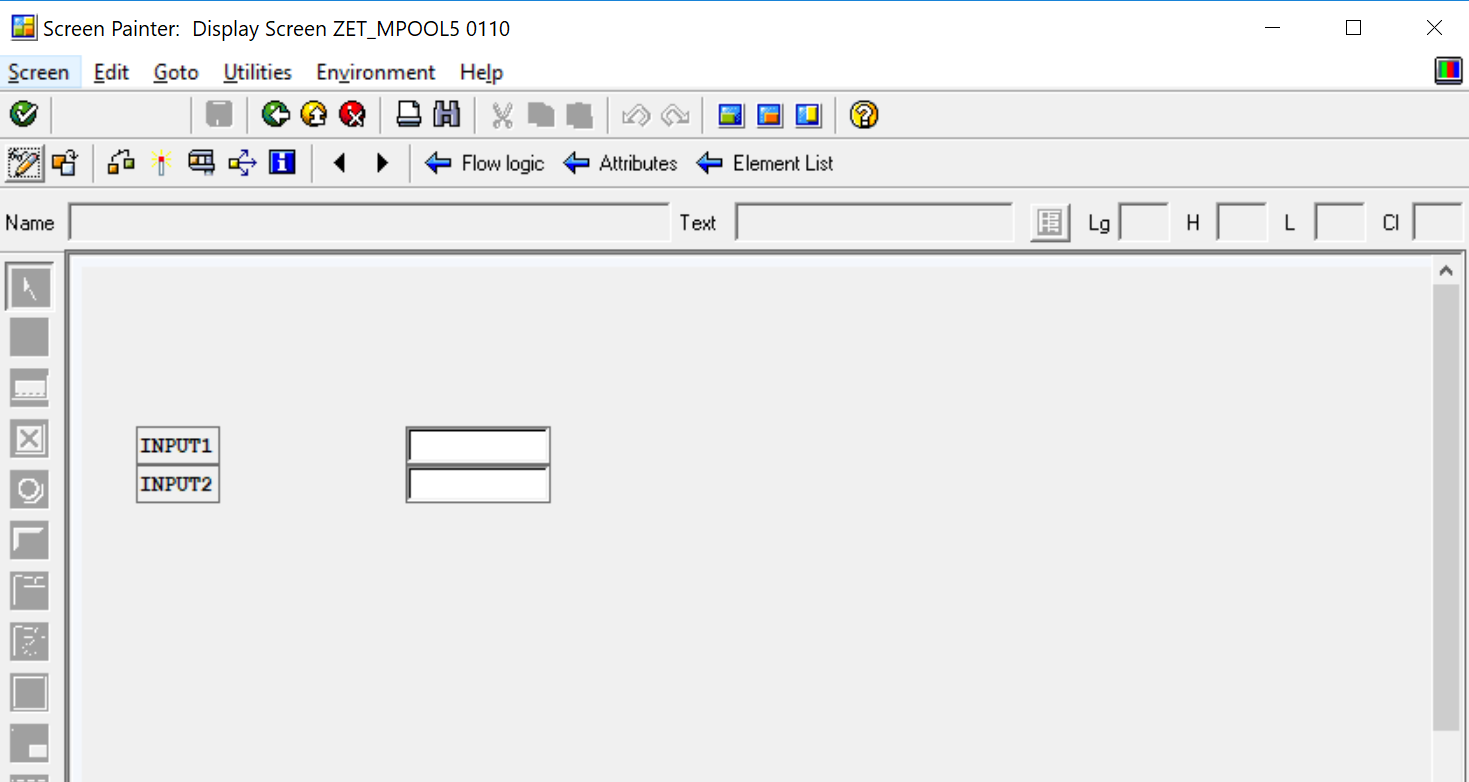 Screen Painter: Display Screen ZET_MPOOL5 0110
Screen Edit Goto Utilities Environment Help
Flow logic Attributes Element List
Name Text Lg H L Cl
INPUT1
INPUT2